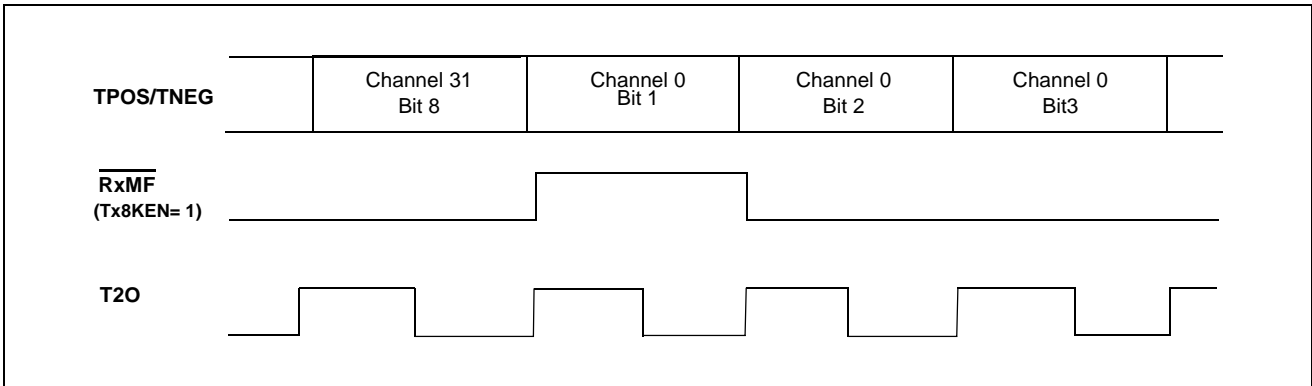 TPOS/TNEG
Channel 31
Bit 8
Channel 0
Bit 1
Channel 0
Bit 2
Channel 0
Bit3
RxMF
(Tx8KEN= 1)
T2O